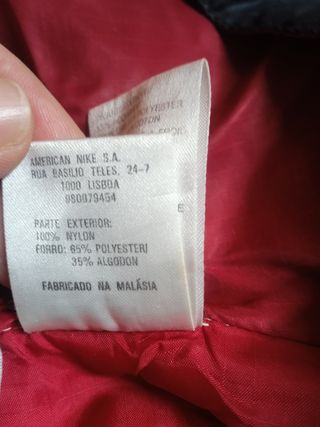 AMERICAN NIKE S.A.
RUA BASILIO TELES, 24-7
1000 LISBOA
980079454
E
PARTE EXTERIOR:
100% NYLON
FORRO: 65% POLYESTER/
35% ALGODON
FABRICADO NA MALÁSIA
POLYESTER